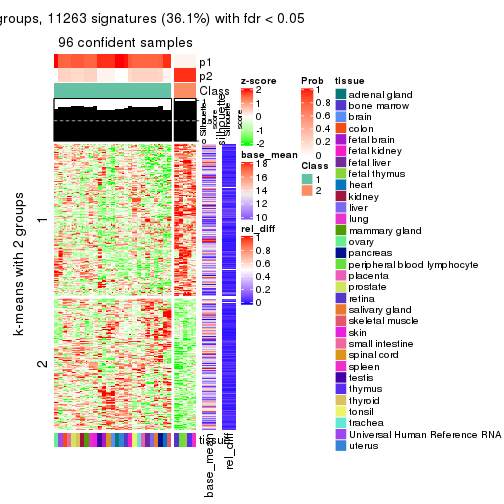 groups, 11263 signatures (36.1%) with fdr < 0.05
96 confident samples
p1
p2
Class
1
0.5
0
silhouette
score
tissue
base_mean
rel_diff
k-means with 2 groups
1
2
z-score
2
1
0
-1
-2
base_mean
18
16
14
12
10
rel_diff
1
0.8
0.6
0.4
0.2
0
Prob
1
0.8
0.6
0.4
0.2
0
Class
1
2
tissue
adrenal gland
bone marrow
brain
colon
fetal brain
fetal kidney
fetal liver
fetal thymus
heart
kidney
liver
lung
mammary gland
ovary
pancreas
peripheral blood lymphocyte
placenta
prostate
retina
salivary gland
skeletal muscle
skin
small intestine
spinal cord
spleen
testis
thymus
thyroid
tonsil
trachea
Universal Human Reference RNA
uterus